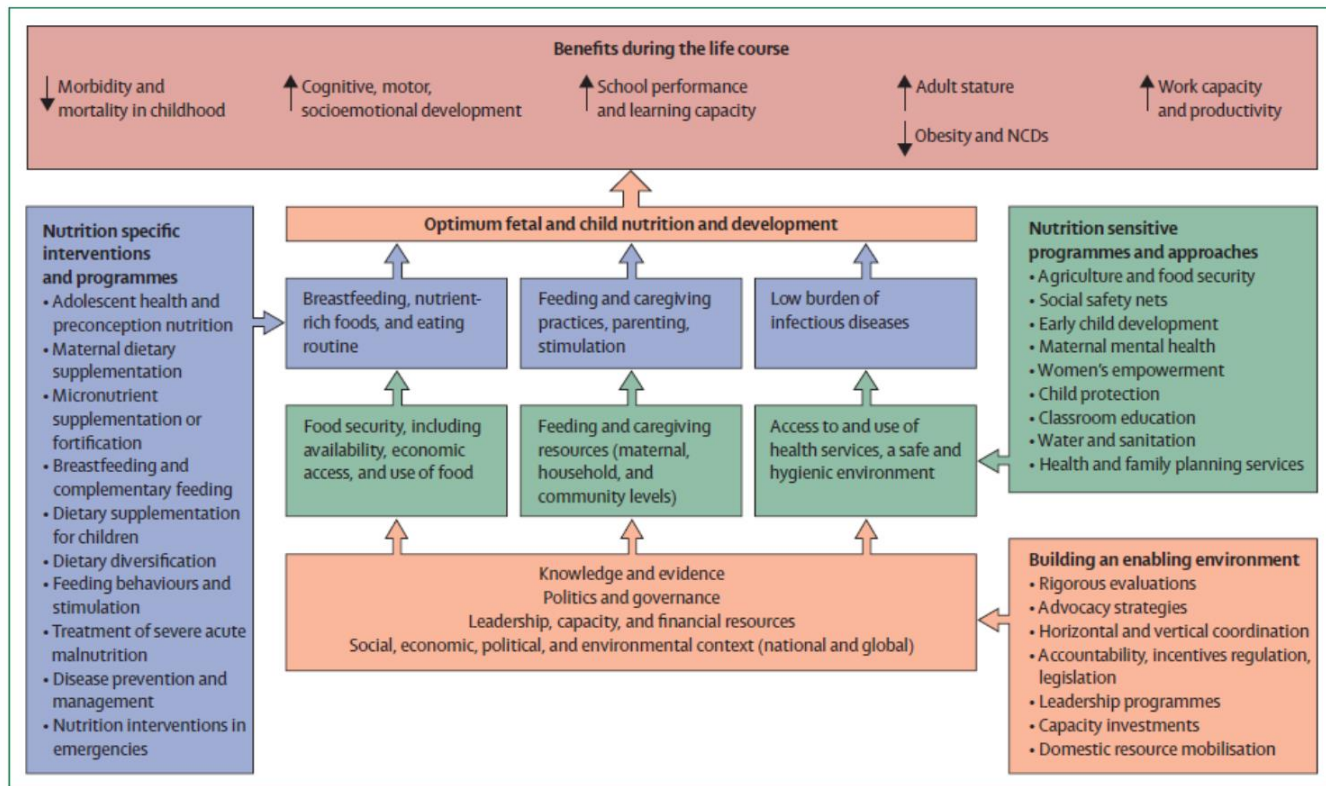 Benefits during the life course
Morbidity and
mortality in childhood
Cognitive, motor,
socioemotional development
School performance
and learning capacity
Adult stature
Obesity and NCDs
Work capacity
and productivity
Nutrition specific
interventions
and programmes
• Adolescent health and
preconception nutrition
• Maternal dietary
supplementation
• Micronutrient
supplementation or
fortification
• Breastfeeding and
complementary feeding
• Dietary supplementation
for children
• Dietary diversification
• Feeding behaviours and
stimulation
• Treatment of severe acute
malnutrition
• Disease prevention and
management
• Nutrition interventions in
emergencies
Optimum fetal and child nutrition and development
Breastfeeding, nutrient-
rich foods, and eating
routine
Feeding and caregiving
practices, parenting,
stimulation
Low burden of
infectious diseases
Food security, including
availability, economic
access, and use of food
Feeding and caregiving
resources (maternal,
household, and
community levels)
Access to and use of
health services, a safe and
hygienic environment
Knowledge and evidence
Politics and governance
Leadership, capacity, and financial resources
Social, economic, political, and environmental context (national and global)
Nutrition sensitive
programmes and approaches
• Agriculture and food security
• Social safety nets
• Early child development
• Maternal mental health
• Women's empowerment
• Child protection
• Classroom education
• Water and sanitation
• Health and family planning services
Building an enabling environment
• Rigorous evaluations
• Advocacy strategies
• Horizontal and vertical coordination
• Accountability, incentives regulation,
legislation
• Leadership programmes
• Capacity investments
• Domestic resource mobilisation